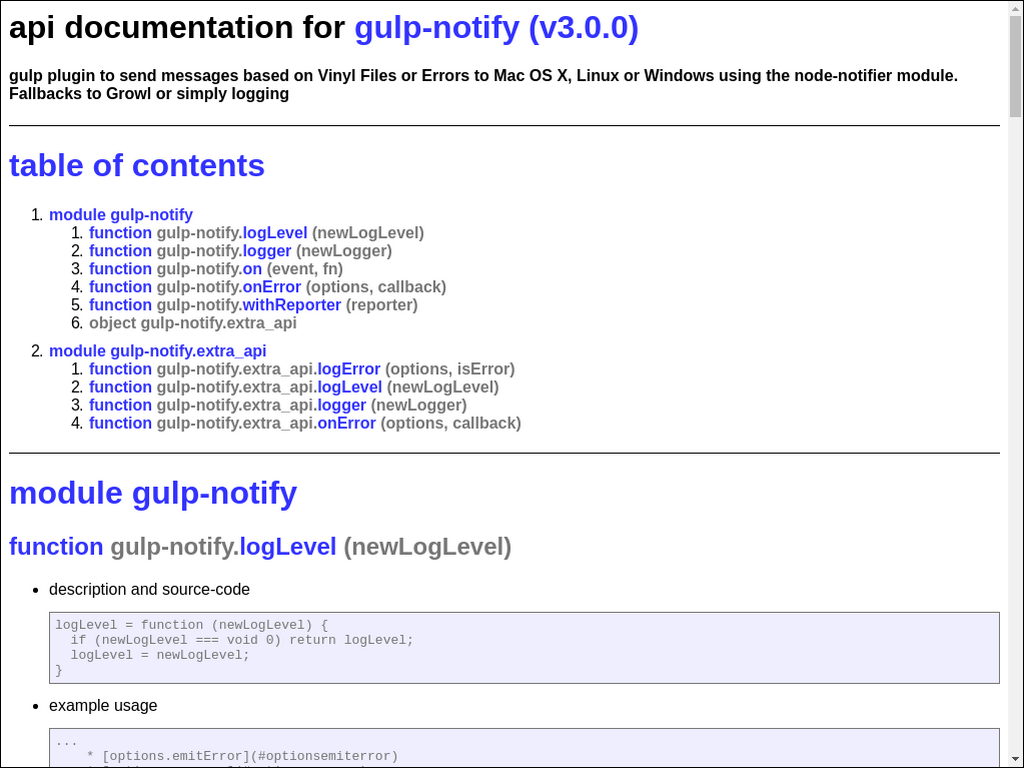 api documentation for gulp-notify (v3.0.0)
gulp plugin to send messages based on Vinyl Files or Errors to Mac OS X, Linux or Windows using the node-notifier module.
Fallbacks to Growl or simply logging
table of contents
1. module gulp-notify
1. function gulp-notify.logLevel (newLogLevel)
2. function gulp-notify.logger (newLogger)
3. function gulp-notify.on (event, fn)
4. function gulp-notify.onError (options, callback)
5. function gulp-notify.withReporter (reporter)
6. object gulp-notify.extra_api
2. module gulp-notify.extra_api
1. function gulp-notify.extra_api.logError (options, isError)
2. function gulp-notify.extra_api.logLevel (newLogLevel)
3. function gulp-notify.extra_api.logger (newLogger)
4. function gulp-notify.extra_api.onError (options, callback)
module gulp-notify
function gulp-notify.logLevel (newLogLevel)
• description and source-code
logLevel = function (newLogLevel) {
  if (newLogLevel === void 0) return logLevel;
  logLevel = newLogLevel;
}
• example usage
...
    * [options.emitError](#optionsemiterror)